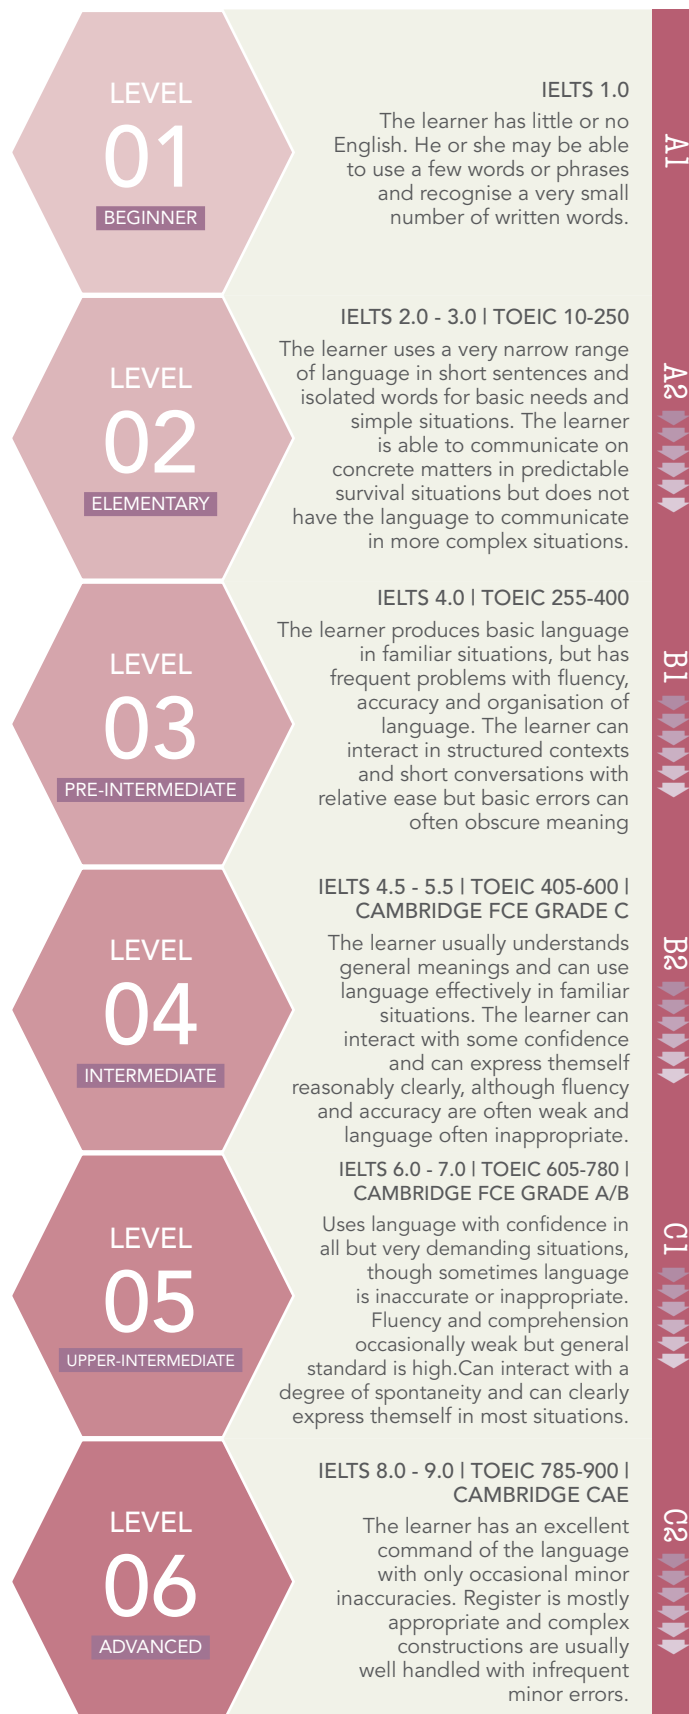 LEVEL
01
BEGINNER
IELTS 1.0
The learner has little or no
English. He or she may be able
to use a few words or phrases
and recognise a very small
number of written words.
A1
LEVEL
02
ELEMENTARY
IELTS 2.0 - 3.0 | TOEIC 10-250
The learner uses a very narrow range
of language in short sentences and
isolated words for basic needs and
simple situations. The learner
is able to communicate on
concrete matters in predictable
survival situations but does not
have the language to communicate
in more complex situations.
A2
LEVEL
03
PRE-INTERMEDIATE
IELTS 4.0 | TOEIC 255-400
The learner produces basic language
in familiar situations, but has
frequent problems with fluency,
accuracy and organisation of
language. The learner can
interact in structured contexts
and short conversations with
relative ease but basic errors can
often obscure meaning
B1
LEVEL
04
INTERMEDIATE
IELTS 4.5 - 5.5 | TOEIC 405-600 |
CAMBRIDGE FCE GRADE C
The learner usually understands
general meanings and can use
language effectively in familiar
situations. The learner can
interact with some confidence
and can express themself
reasonably clearly, although fluency
and accuracy are often weak and
language often inappropriate.
B2
LEVEL
05
UPPER-INTERMEDIATE
IELTS 6.0 - 7.0 | TOEIC 605-780 |
CAMBRIDGE FCE GRADE A/B
Uses language with confidence in
all but very demanding situations,
though sometimes language
is inaccurate or inappropriate.
Fluency and comprehension
occasionally weak but general
standard is high.Can interact with a
degree of spontaneity and can clearly
express themself in most situations.
C1
LEVEL
06
ADVANCED
IELTS 8.0 - 9.0 | TOEIC 785-900 |
CAMBRIDGE CAE
The learner has an excellent
command of the language
with only occasional minor
inaccuracies. Register is mostly
appropriate and complex
constructions are usually
well handled with infrequent
minor errors.
C2